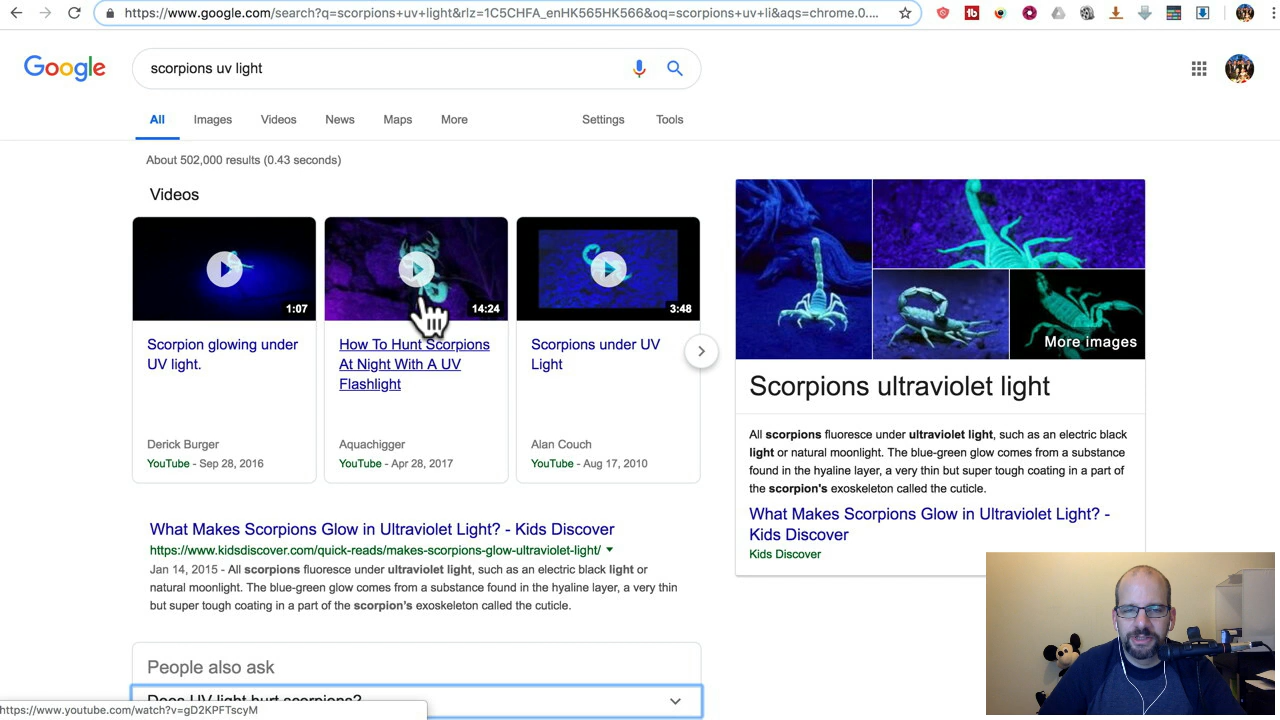 https://www.google.com/search?q=scorpions+uv+light&rlz=1C5CHFA_enHK565HK566&oq=scorpions+uv+li&aqs=chrome.0....
tb
Google
scorpions uv light
All Images Videos News Maps More Settings Tools
About 502,000 results (0.43 seconds)
Videos
1:07
14:24
3:48
Scorpion glowing under
UV light.
Derick Burger
YouTube - Sep 28, 2016
How To Hunt Scorpions
At Night With A UV
Flashlight
Aquachigger
YouTube - Apr 28, 2017
Scorpions under UV
Light
Alan Couch
YouTube - Aug 17, 2010
What Makes Scorpions Glow in Ultraviolet Light? - Kids Discover
https://www.kidsdiscover.com/quick-reads/makes-scorpions-glow-ultraviolet-light/
Jan 14, 2015 - All scorpions fluoresce under ultraviolet light, such as an electric black light or
natural moonlight. The blue-green glow comes from a substance found in the hyaline layer, a very thin
but super tough coating in a part of the scorpion's exoskeleton called the cuticle.
People also ask
Does UV light hurt scorpions?
https://www.youtube.com/watch?v=gD2KPFTscyM
More images
Scorpions ultraviolet light
All scorpions fluoresce under ultraviolet light, such as an electric black
light or natural moonlight. The blue-green glow comes from a substance
found in the hyaline layer, a very thin but super tough coating in a part of
the scorpion's exoskeleton called the cuticle.
What Makes Scorpions Glow in Ultraviolet Light? -
Kids Discover
Kids Discover